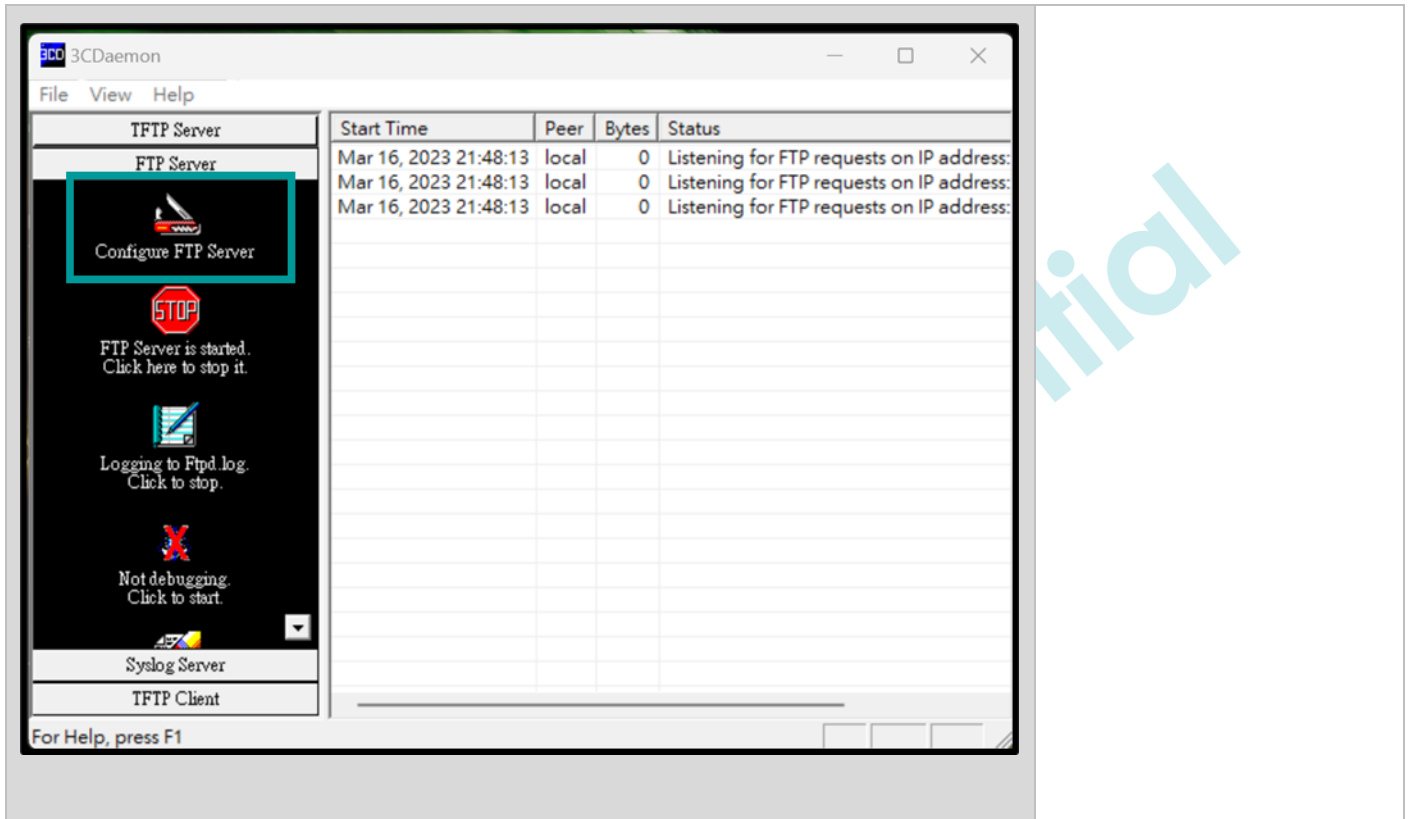 3CD 3CDaemon
File View Help
TFTP Server
FTP Server
Configure FTP Server
STOP
FTP Server is started.
Click here to stop it.
Logging to Ftpd.log.
Click to stop.
Not debugging.
Click to start.
Syslog Server
TFTP Client
Start Time Peer Bytes Status
Mar 16, 2023 21:48:13 local 0 Listening for FTP requests on IP address:
Mar 16, 2023 21:48:13 local 0 Listening for FTP requests on IP address:
Mar 16, 2023 21:48:13 local 0 Listening for FTP requests on IP address:
For Help, press F1
tial